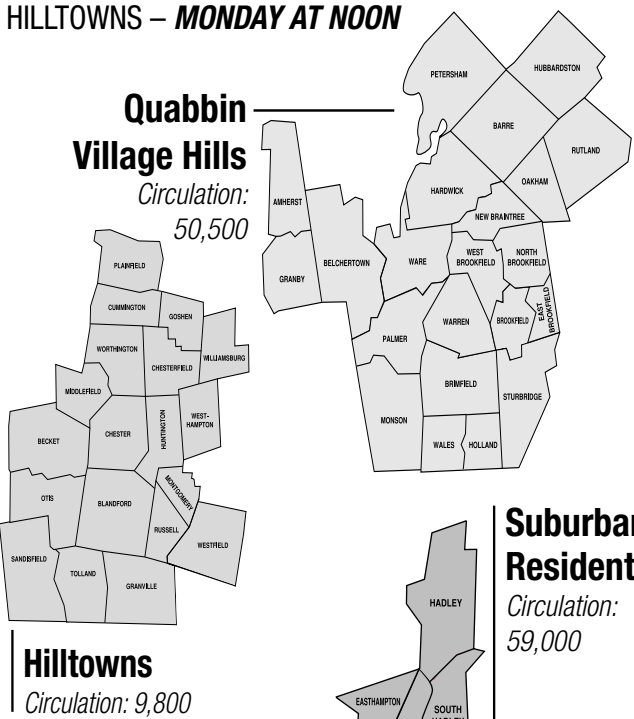 HILLTOWNS – MONDAY AT NOON
Quabbin
Village Hills
Circulation:
50,500
PETERSHAM
HUBBARDSTON
BARRE
RUTLAND
HARDWICK
OAKHAM
NEW BRAINTREE
AMHERST
BELCHERTOWN
GRANBY
WARE
WEST
BROOKFIELD
NORTH
BROOKFIELD
PALMER
WARREN
BROOKFIELD
EAST
BROOKFIELD
BRIMFIELD
STURBRIDGE
MONSON
WALES
HOLLAND
PLAINFIELD
CUMMINGTON
GOSHEN
WORTHINGTON
CHESTERFIELD
WILLIAMSBURG
MIDDLEFIELD
BECKET
CHESTER
HUNTINGTON
WEST-
HAMPTON
OTIS
BLANDFORD
MONTGOMERY
RUSSELL
WESTFIELD
SANDISFIELD
TOLLAND
GRANVILLE
Hilltowns
Circulation: 9,800
Suburban
Resident
Circulation:
59,000
HADLEY
EASTHAMPTON
SOUTH
HADLEY